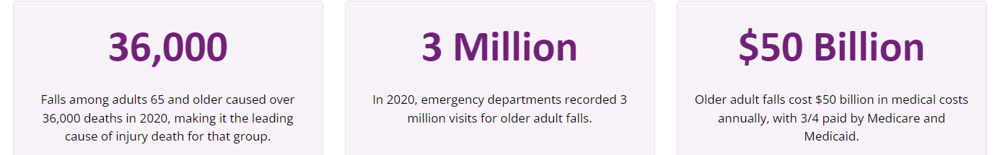 36,000
Falls among adults 65 and older caused over
36,000 deaths in 2020, making it the leading
cause of injury death for that group.
3 Million
In 2020, emergency departments recorded 3
million visits for older adult falls.
$50 Billion
Older adult falls cost $50 billion in medical costs
annually, with 3/4 paid by Medicare and
Medicaid.